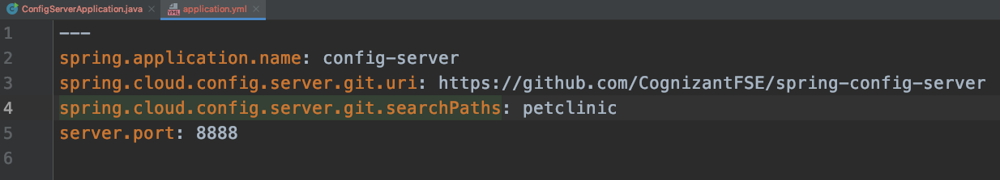 ConfigServerApplication.java application.yml
1 ---
2 spring.application.name: config-server
3 spring.cloud.config.server.git.uri: https://github.com/CognizantFSE/spring-config-server
4 spring.cloud.config.server.git.searchPaths: petclinic
5 server.port: 8888
6